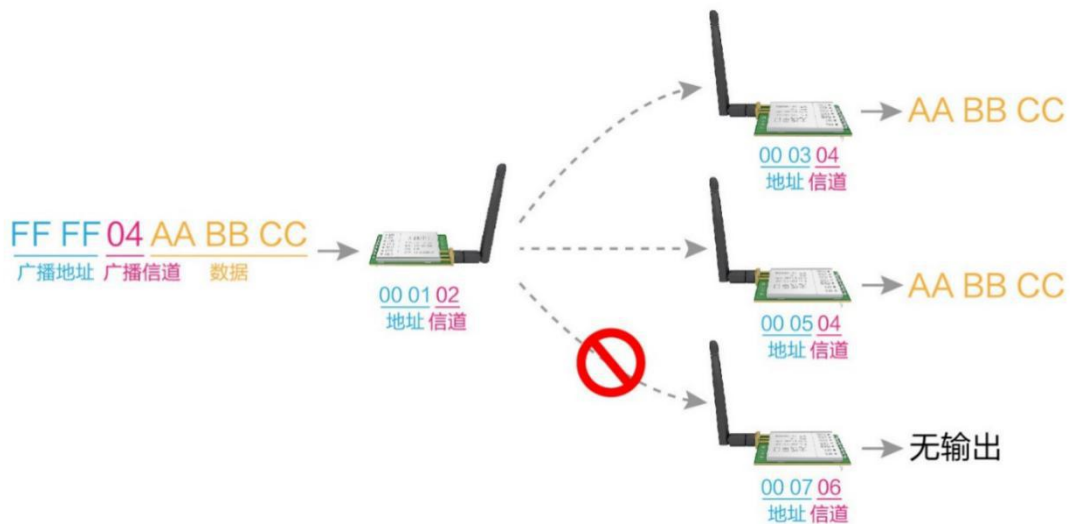 FF FF 04 AA BB CC
广播地址 广播信道 数据
00 01 02
地址 信道
00 03 04
地址 信道
AA BB CC
00 05 04
地址 信道
AA BB CC
00 07 06
地址 信道
无输出